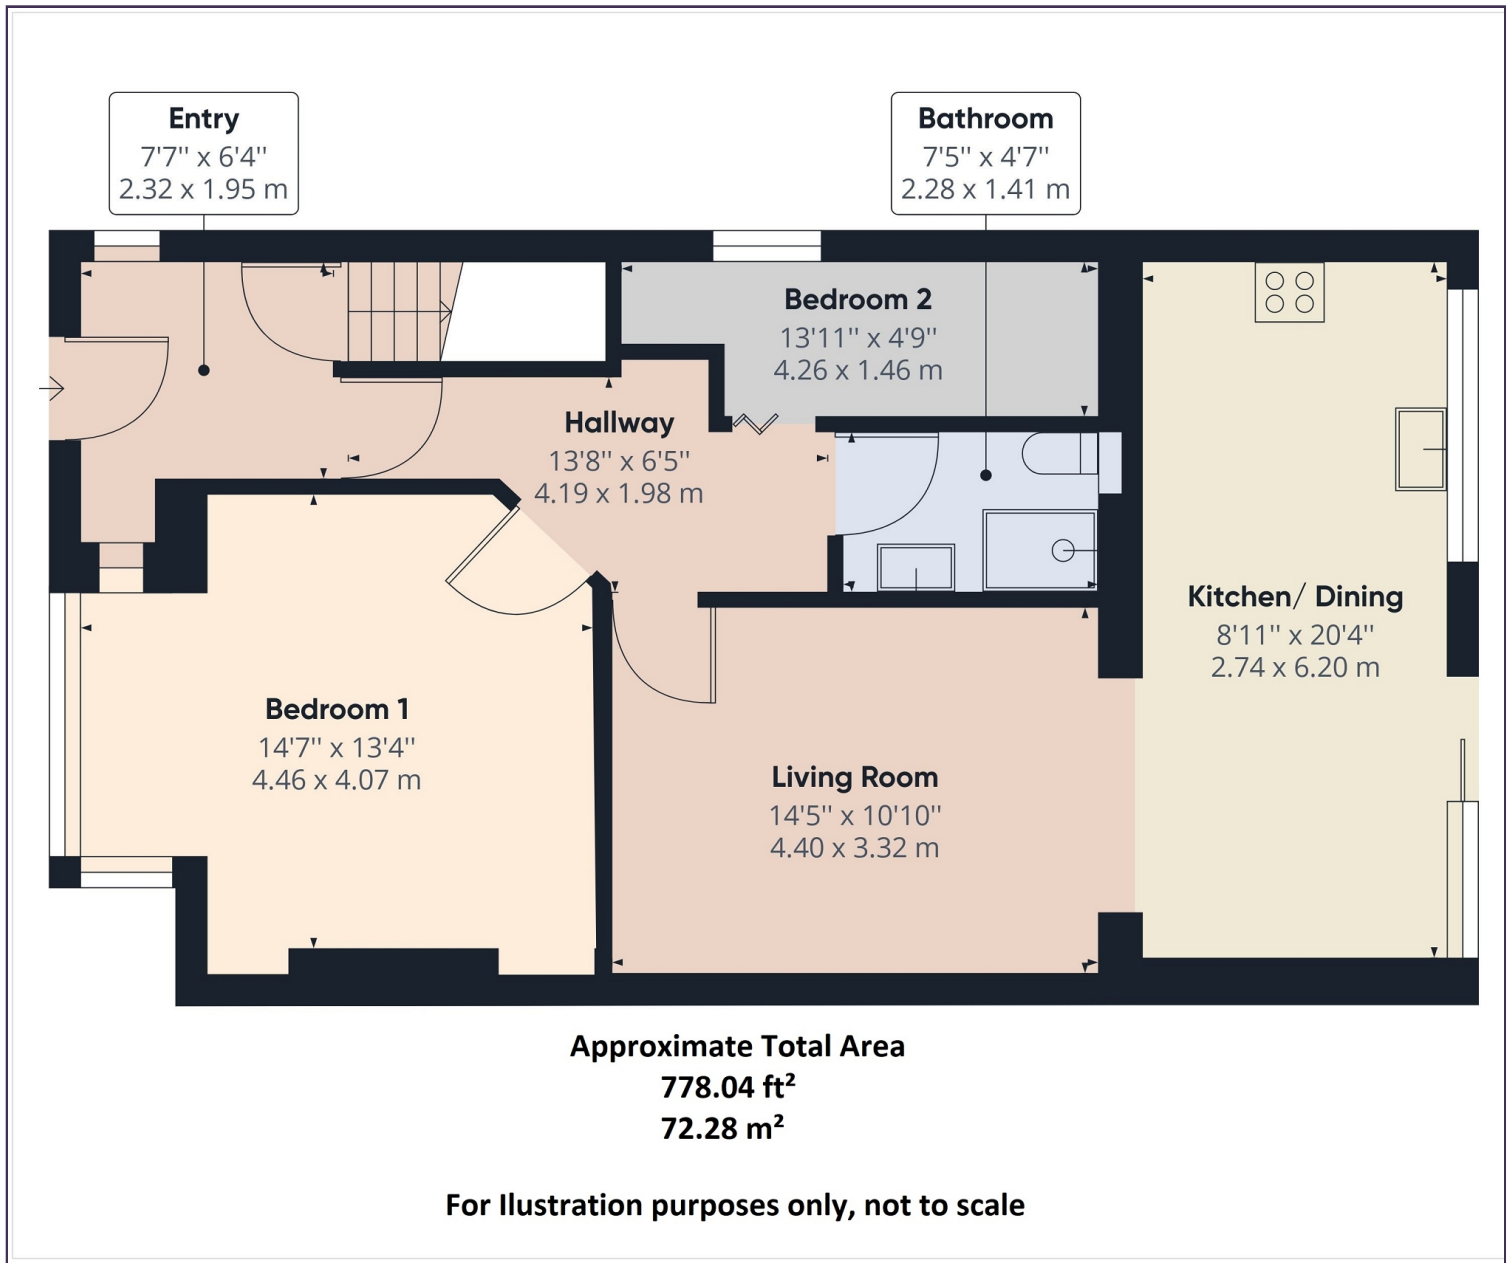 Entry
7'7'' x 6'4''
2.32 x 1.95 m
Bathroom
7'5'' x 4'7''
2.28 x 1.41 m
Bedroom 2
13'11'' x 4'9''
4.26 x 1.46 m
Hallway
13'8'' x 6'5''
4.19 x 1.98 m
Kitchen/ Dining
8'11'' x 20'4''
2.74 x 6.20 m
Bedroom 1
14'7'' x 13'4''
4.46 x 4.07 m
Living Room
14'5'' x 10'10''
4.40 x 3.32 m
Approximate Total Area
778.04 ft²
72.28 m²
For Ilustration purposes only, not to scale